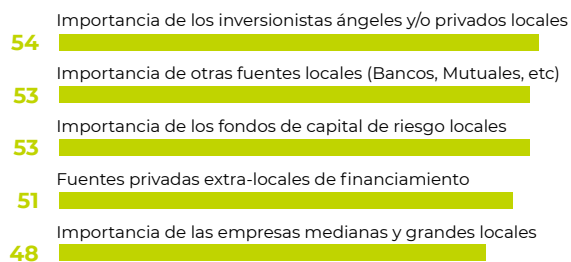 Importancia de los inversionistas ángeles y/o privados locales
54
Importancia de otras fuentes locales (Bancos, Mutuales, etc)
53
Importancia de los fondos de capital de riesgo locales
53
Fuentes privadas extra-locales de financiamiento
51
Importancia de las empresas medianas y grandes locales
48